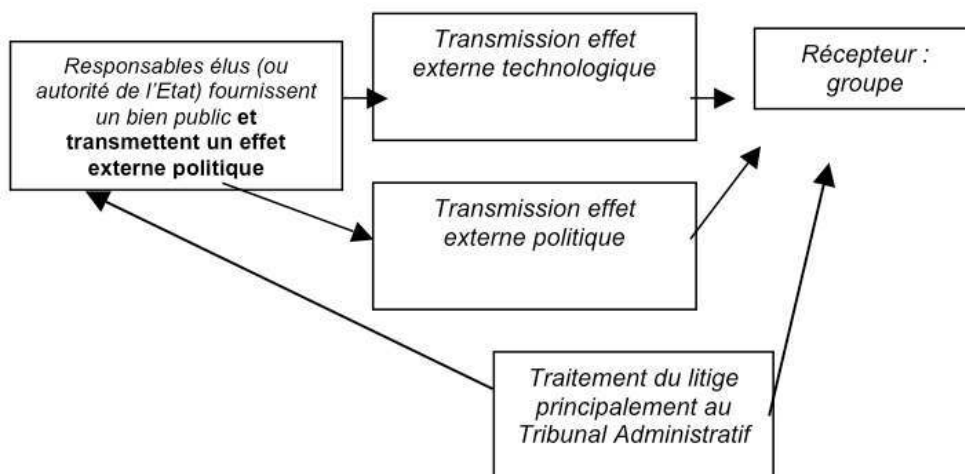 Responsables élus (ou
autorité de l'Etat) fournissent
un bien public et
transmettent un effet
externe politique
Transmission effet
externe technologique
Récepteur :
groupe
Transmission effet
externe politique
Traitement du litige
principalement au
Tribunal Administratif